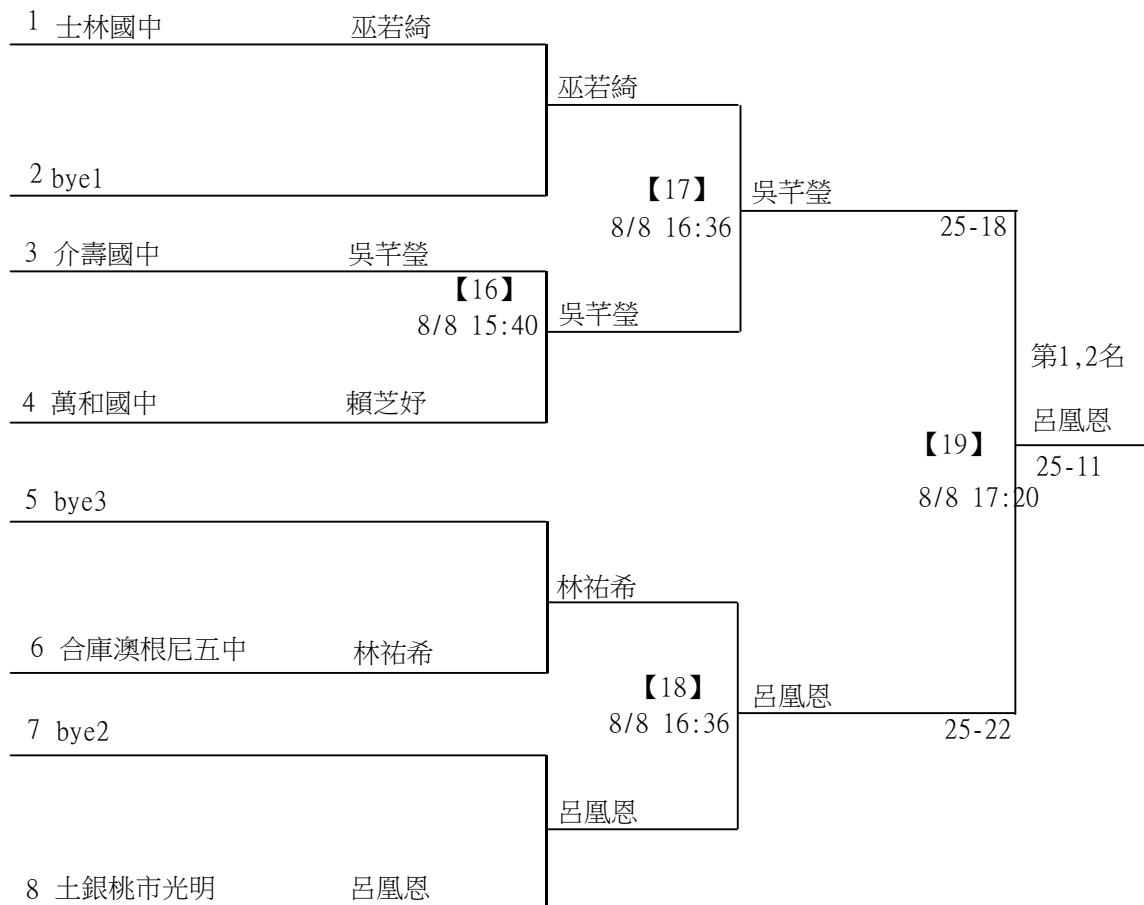 1 士林國中 巫若綺
巫若綺
2 bye1
【17】 吳芊瑩
8/8 16:36 25-18
3 介壽國中 吳芊瑩
【16】
8/8 15:40 吳芊瑩
第1,2名
4 萬和國中 賴芝妤
呂凰恩
【19】
25-11
5 bye3
8/8 17:20
林祐希
6 合庫澳根尼五中 林祐希
【18】 呂凰恩
7 bye2 8/8 16:36 25-22
呂凰恩
8 土銀桃市光明 呂凰恩